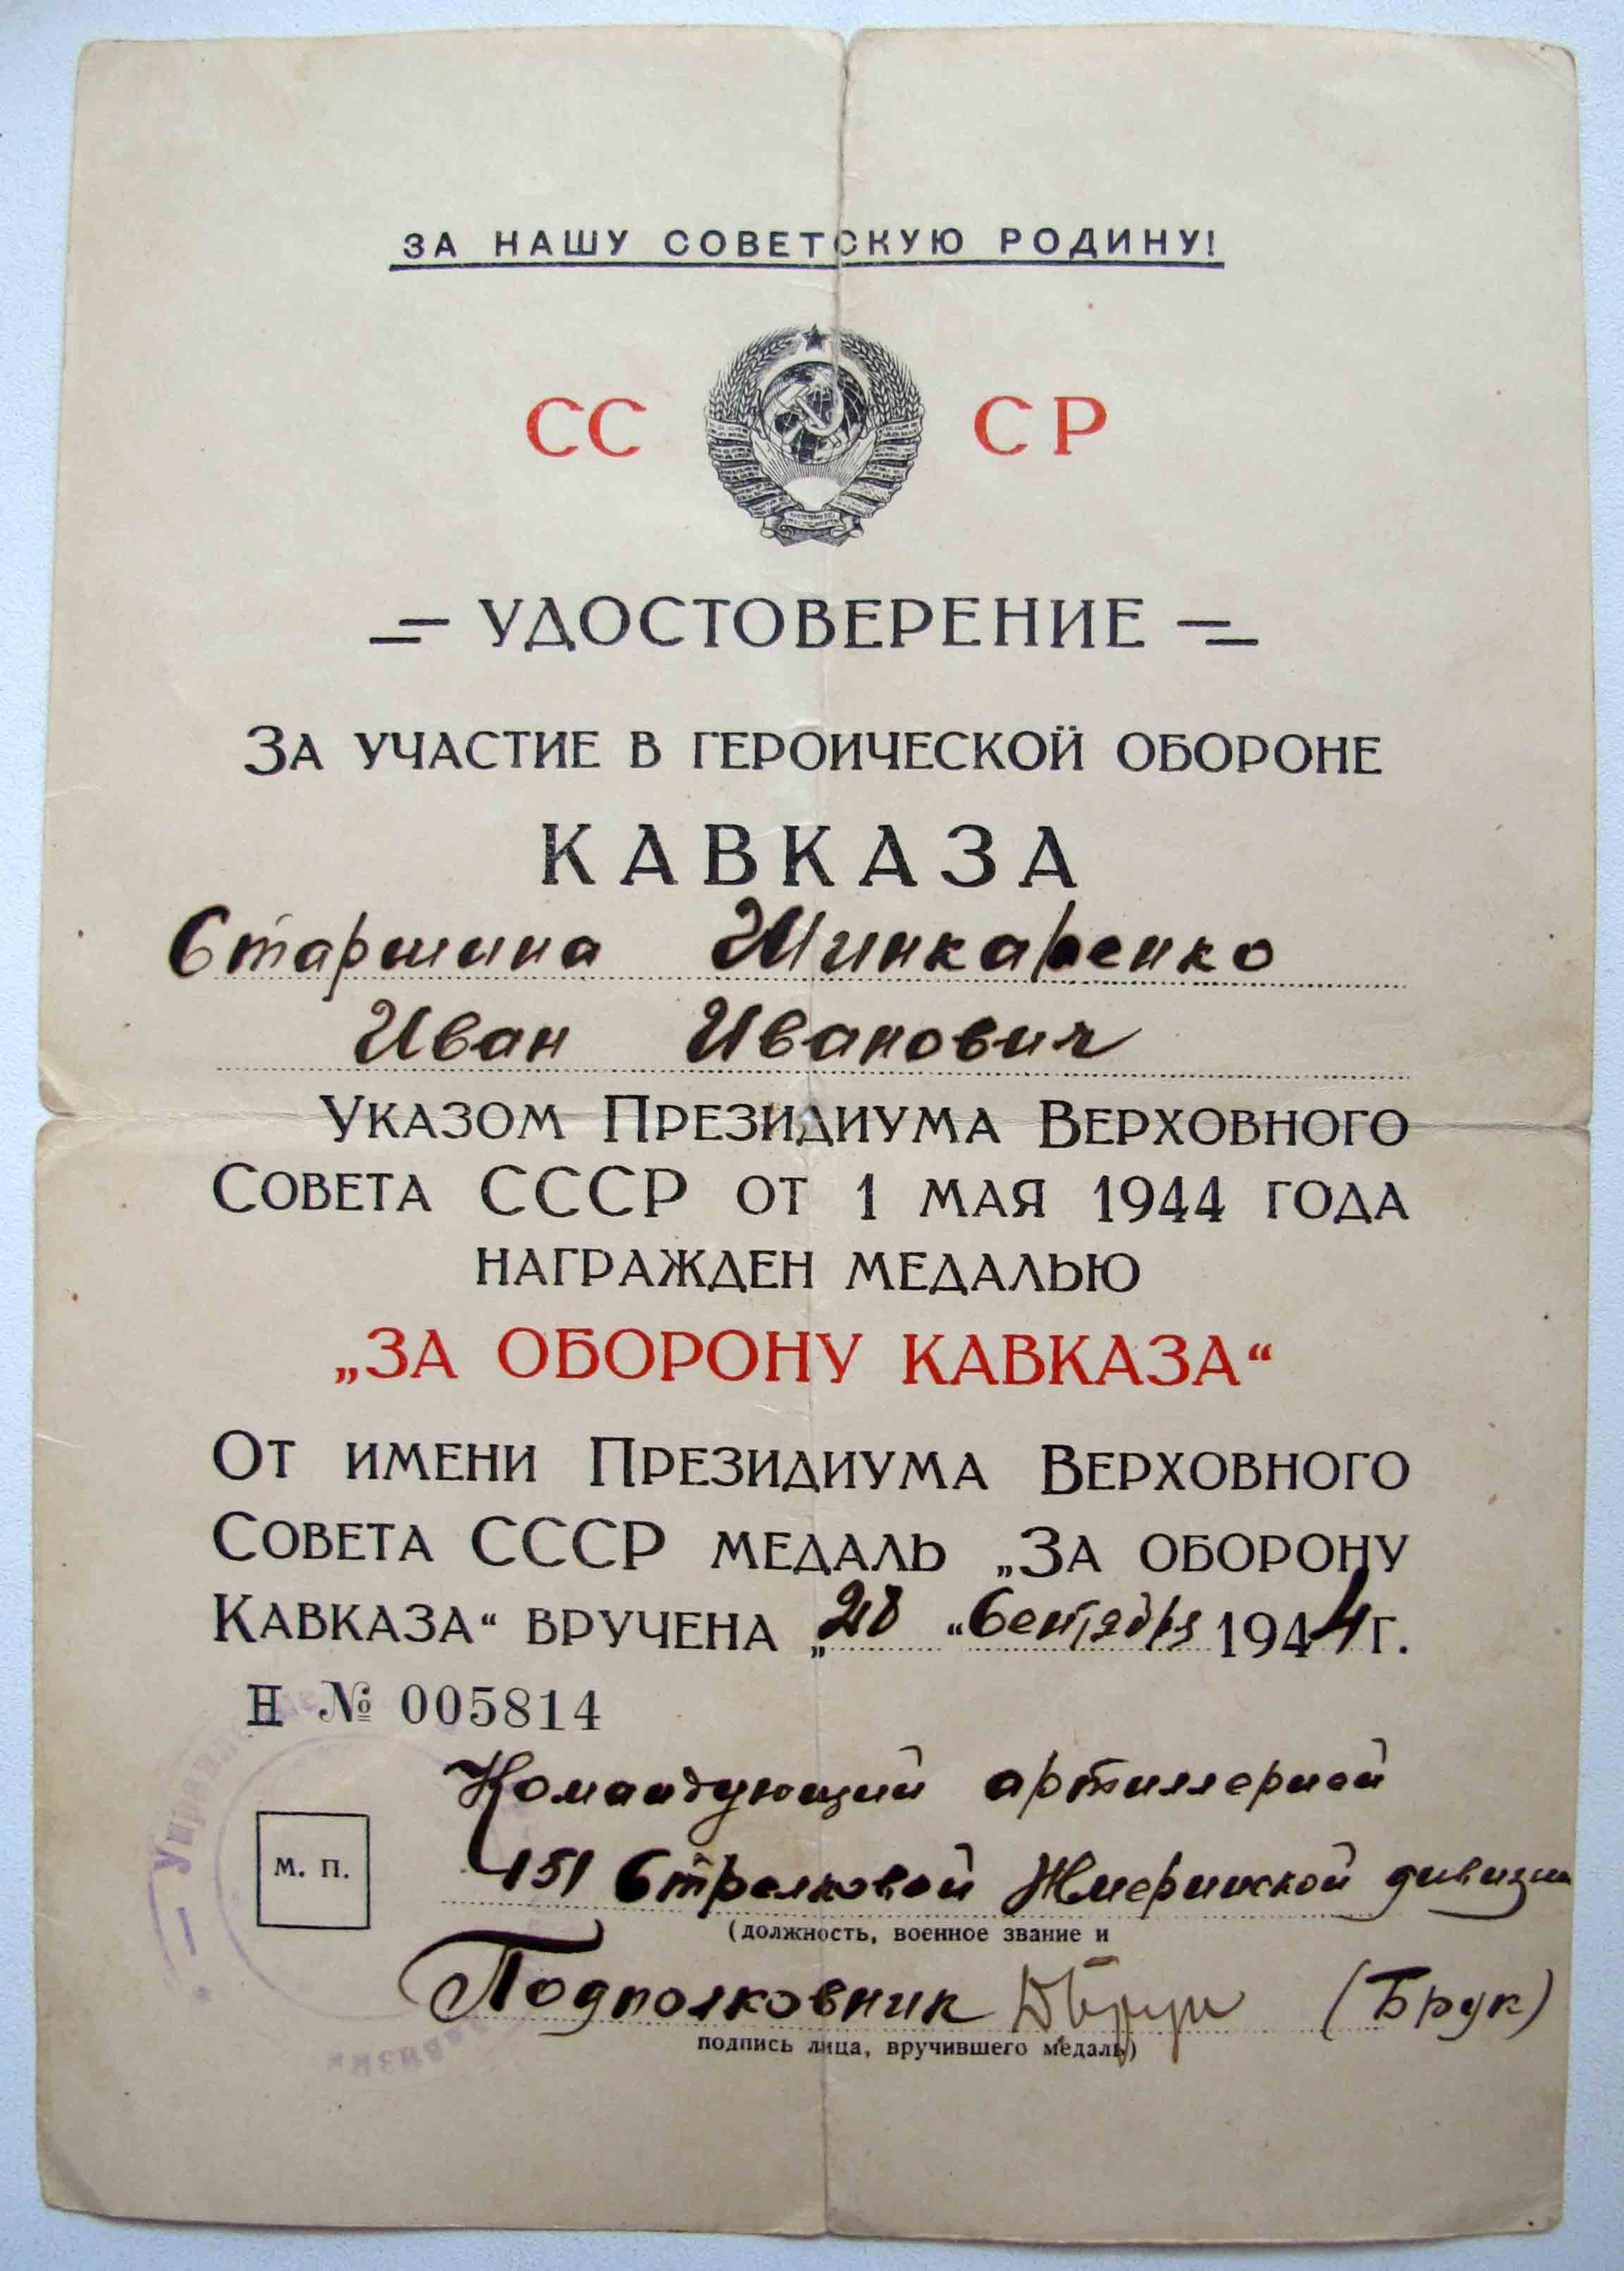 ЗА НАШУ СОВЕТСКУЮ РОДИНУ!
СС СР
УДОСТОВЕРЕНИЕ
ЗА УЧАСТИЕ В ГЕРОИЧЕСКОЙ ОБОРОНЕ
КАВКАЗА
Старшина Шинкаренко
Иван Иванович
УКАЗОМ ПРЕЗИДИУМА ВЕРХОВНОГО
СОВЕТА СССР ОТ 1 МАЯ 1944 ГОДА
НАГРАЖДЕН МЕДАЛЬЮ
„ЗА ОБОРОНУ КАВКАЗА“
ОТ ИМЕНИ ПРЕЗИДИУМА ВЕРХОВНОГО
СОВЕТА СССР МЕДАЛЬ „ЗА ОБОРОНУ
КАВКАЗА“ ВРУЧЕНА „28 “ Сентября 1944 Г.
Н № 005814
Командующий артиллерией
М. П.
151 Стрелковой Жмеринской дивизии
(должность, военное звание и
Подполковник Брук (Брук)
подпись лица, вручившего медаль)